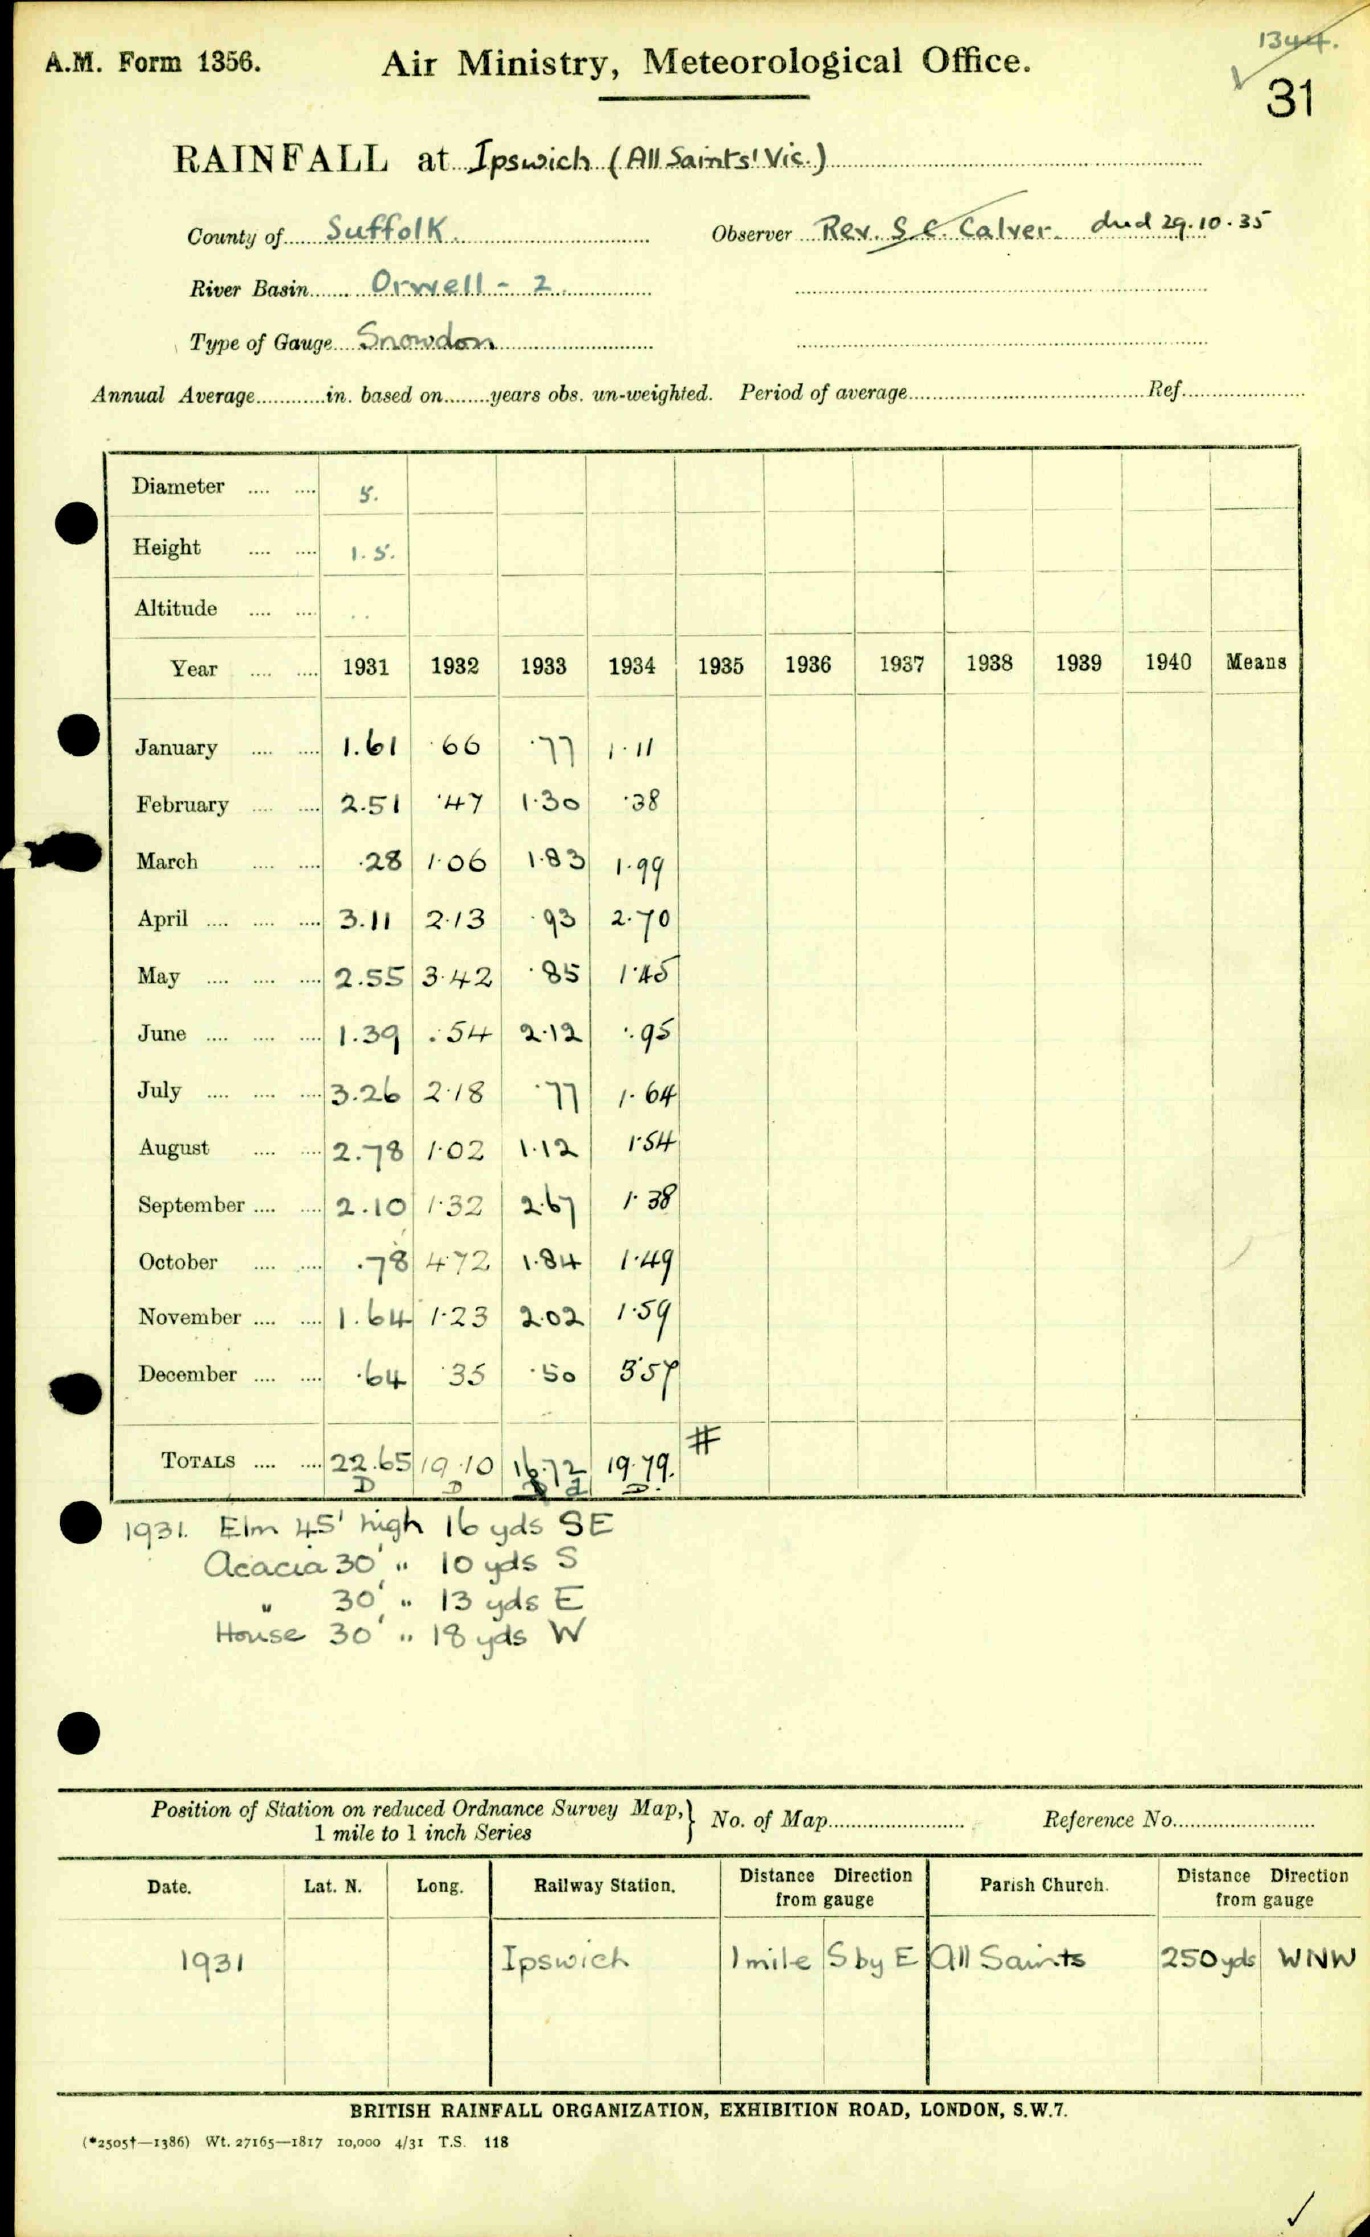 1344.
A.M. Form 1356. Air Ministry, Meteorological Office.
31
RAINFALL at Ipswich (All Saints' Vic.)
County of Suffolk. Observer Rev. S. C. Calver. died 29.10.35
River Basin Orwell - 2.
Type of Gauge Snowdon
Annual Average in. based on years obs. un-weighted. Period of average Ref.
Diameter 5.
Height 1.5.
Altitude ..
Year 1931 1932 1933 1934 1935 1936 1937 1938 1939 1940 Means
January 1.61 .66 .77 1.11
February 2.51 .47 1.30 .38
March .28 1.06 1.83 1.99
April 3.11 2.13 .93 2.70
May 2.55 3.42 .85 1.45
June 1.39 .54 2.12 .95
July 3.26 2.18 .77 1.64
August 2.78 1.02 1.12 1.54
September 2.10 1.32 2.67 1.38
October .78 4.72 1.84 1.49
November 1.64 1.23 2.02 1.59
December .64 .35 .50 3.57
TOTALS 22.65 19.10 16.72 19.79. #
D D d D.
1931. Elm 45' high 16 yds SE
Acacia 30' " 10 yds S
" 30' " 13 yds E
House 30' " 18 yds W
Position of Station on reduced Ordnance Survey Map, } No. of Map Reference No.
1 mile to 1 inch Series
Date. Lat. N. Long. Railway Station. Distance Direction from gauge Parish Church. Distance Direction from gauge
1931 Ipswich 1 mile S by E All Saints 250 yds WNW
BRITISH RAINFALL ORGANIZATION, EXHIBITION ROAD, LONDON, S.W.7.
(*2505†—1386) Wt. 27165—1817 10,000 4/31 T.S. 118